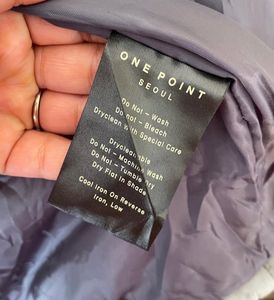 ONE POINT
SEOUL
Do Not – Wash
Do not – Bleach
Dryclean with Special Care
Drycleanable
Do Not – Machine Wash
Do Not – Tumble Dry
Dry Flat In Shade
Cool Iron On Reverse
Iron, Low